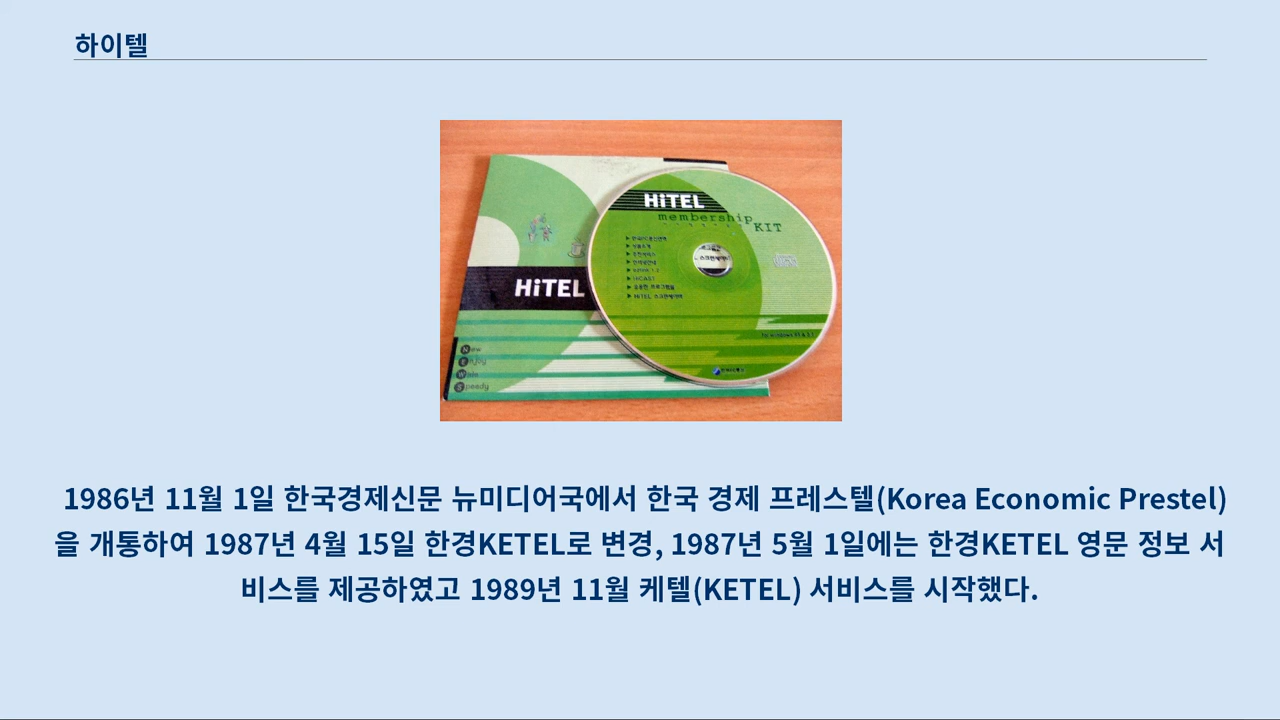 하이텔
HiTEL
membership
KIT
HiTEL
New
Enjoy
Wide
Speedy
1986년 11월 1일 한국경제신문 뉴미디어국에서 한국 경제 프레스텔(Korea Economic Prestel)
을 개통하여 1987년 4월 15일 한경KETEL로 변경, 1987년 5월 1일에는 한경KETEL 영문 정보 서
비스를 제공하였고 1989년 11월 케텔(KETEL) 서비스를 시작했다.